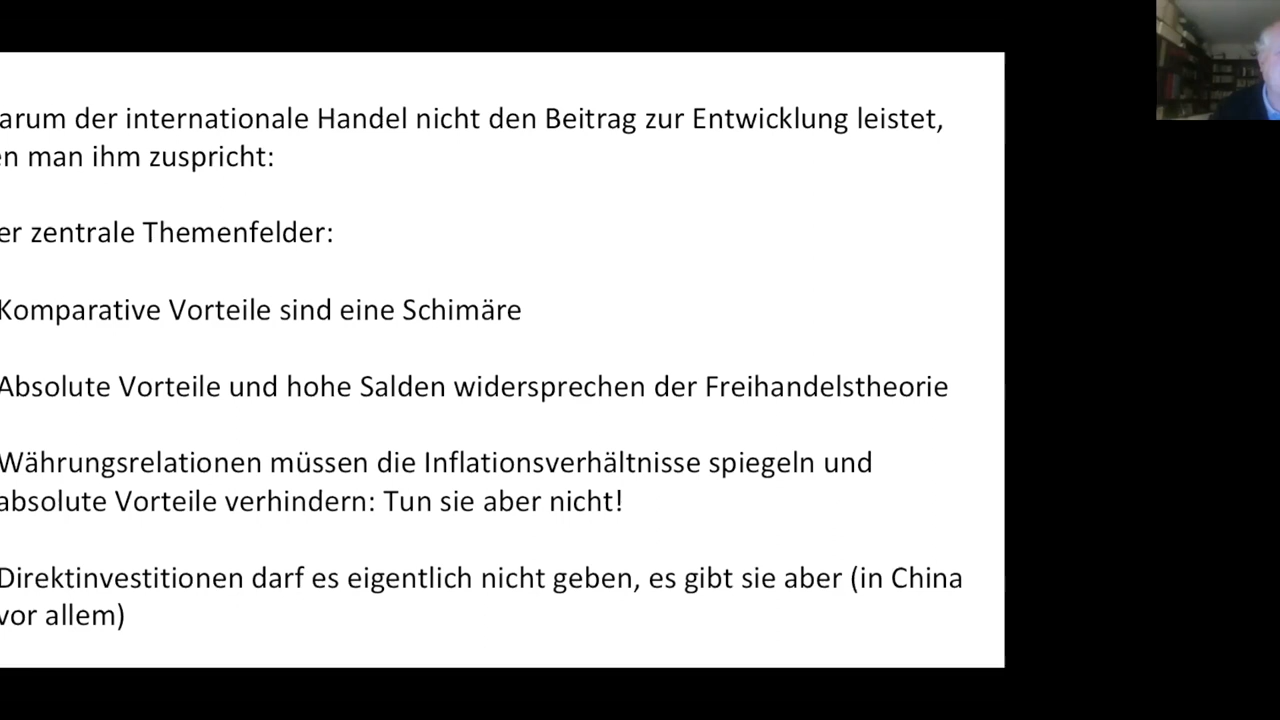 arum der internationale Handel nicht den Beitrag zur Entwicklung leistet,
n man ihm zuspricht:
er zentrale Themenfelder:
Komparative Vorteile sind eine Schimäre
Absolute Vorteile und hohe Salden widersprechen der Freihandelstheorie
Währungsrelationen müssen die Inflationsverhältnisse spiegeln und
absolute Vorteile verhindern: Tun sie aber nicht!
Direktinvestitionen darf es eigentlich nicht geben, es gibt sie aber (in China
vor allem)